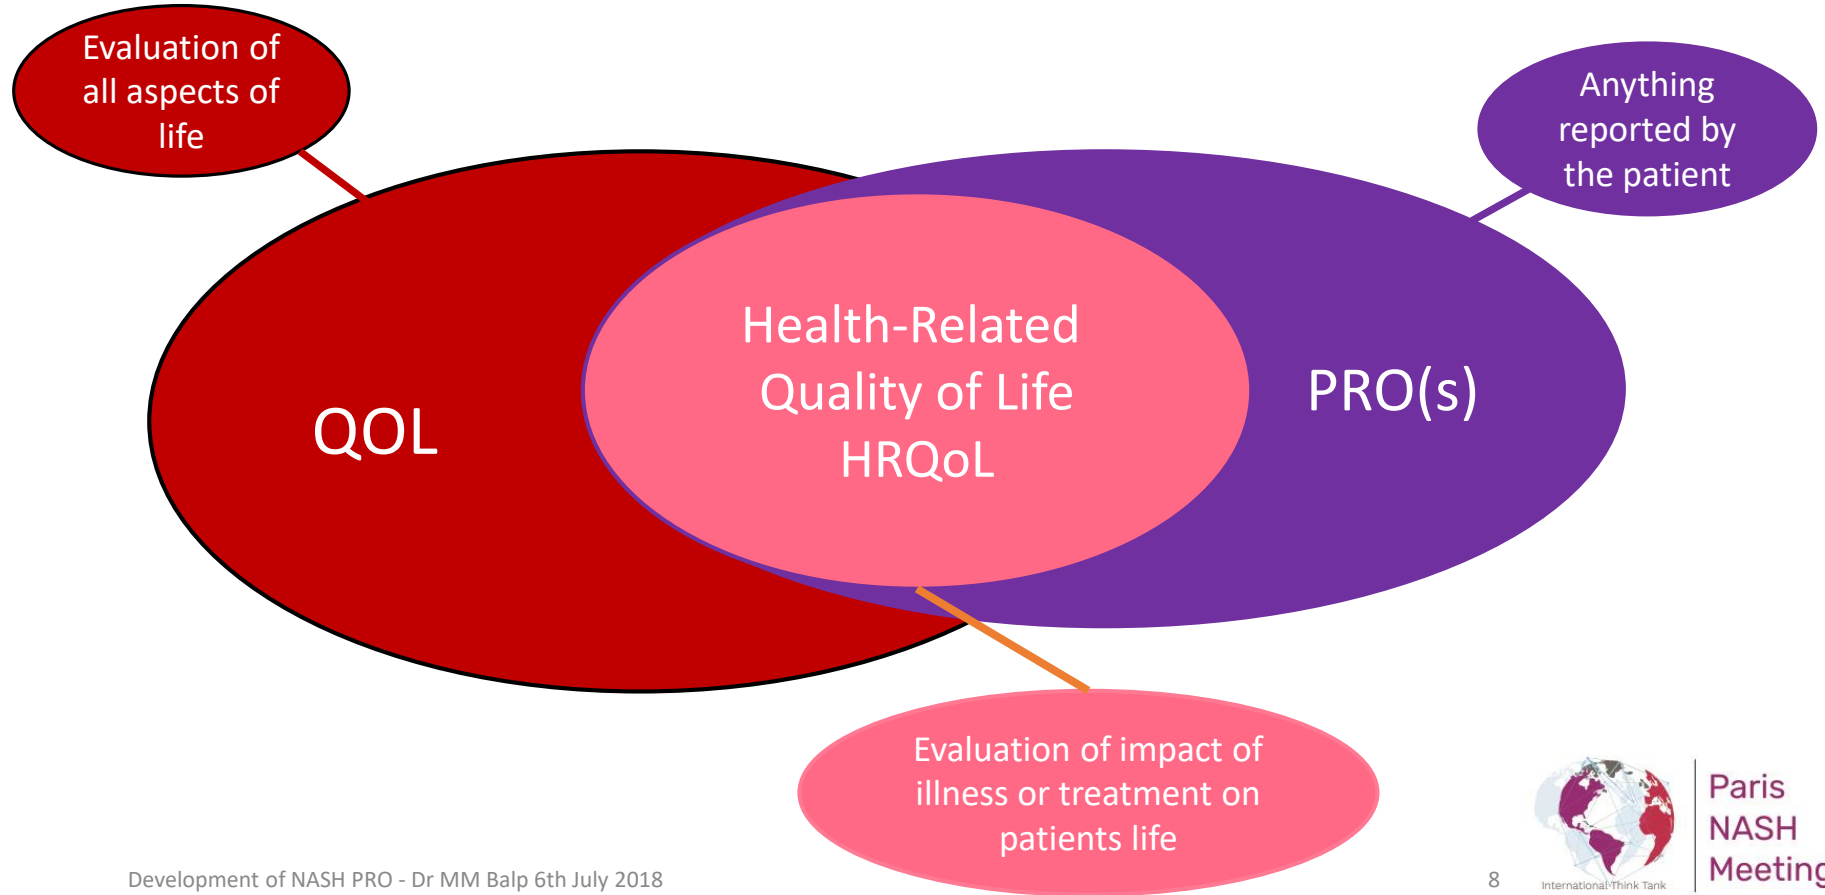 Evaluation of
all aspects of
life
Anything
reported by
the patient
Health-Related
Quality of Life
HRQoL
QOL
PRO(s)
Evaluation of impact of
illness or treatment on
patients life
Development of NASH PRO - Dr MM Balp 6th July 2018
8
International Think Tank
Paris
NASH
Meeting